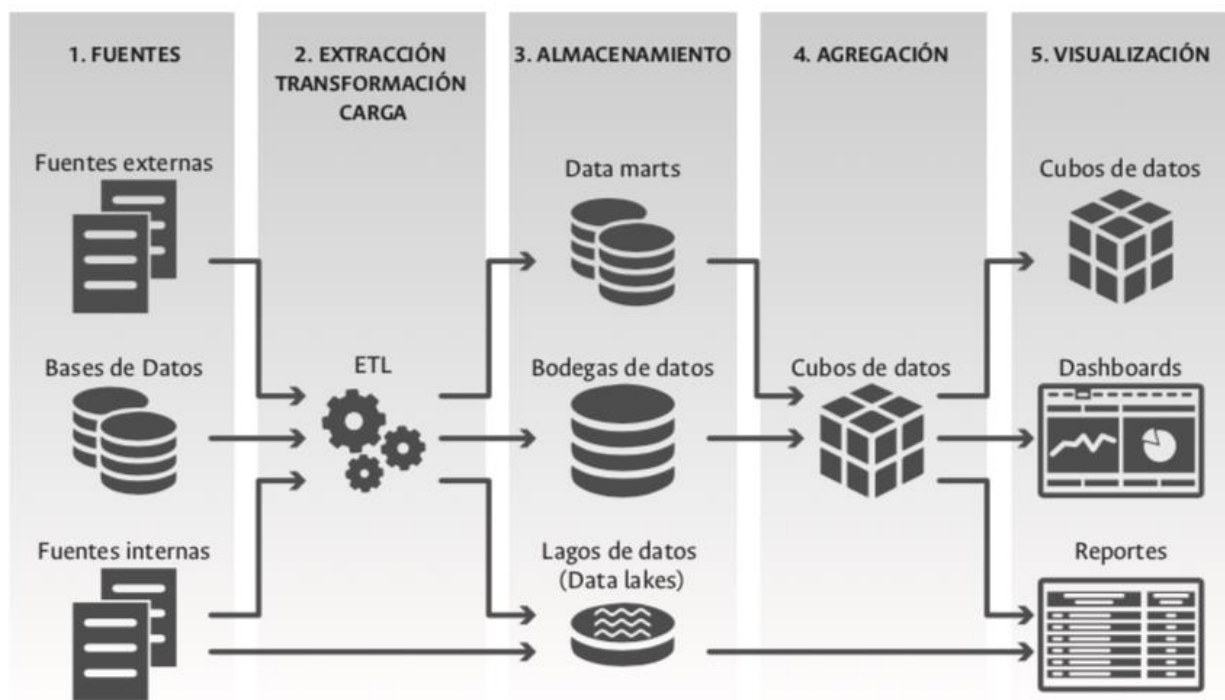 1. FUENTES
2. EXTRACCIÓN
TRANSFORMACIÓN
CARGA
3. ALMACENAMIENTO
4. AGREGACIÓN
5. VISUALIZACIÓN
Fuentes externas
Data marts
Cubos de datos
Bases de Datos
ETL
Bodegas de datos
Cubos de datos
Dashboards
Fuentes internas
Lagos de datos
(Data lakes)
Reportes